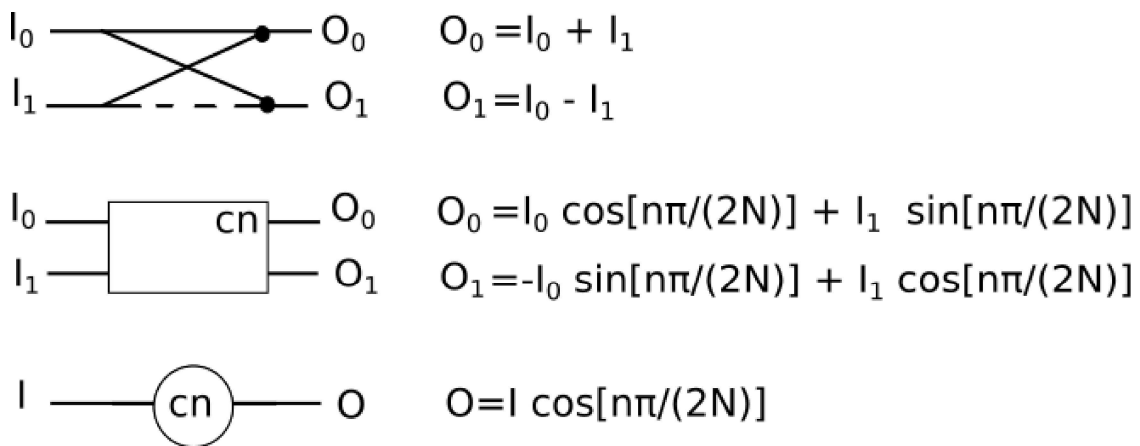 I₀ O₀ O₀ =I₀ + I₁
I₁ O₁ O₁ =I₀ - I₁
I₀ cn O₀ O₀ =I₀ cos[nπ/(2N)] + I₁ sin[nπ/(2N)]
I₁ O₁ O₁ =-I₀ sin[nπ/(2N)] + I₁ cos[nπ/(2N)]
I cn O O=I cos[nπ/(2N)]